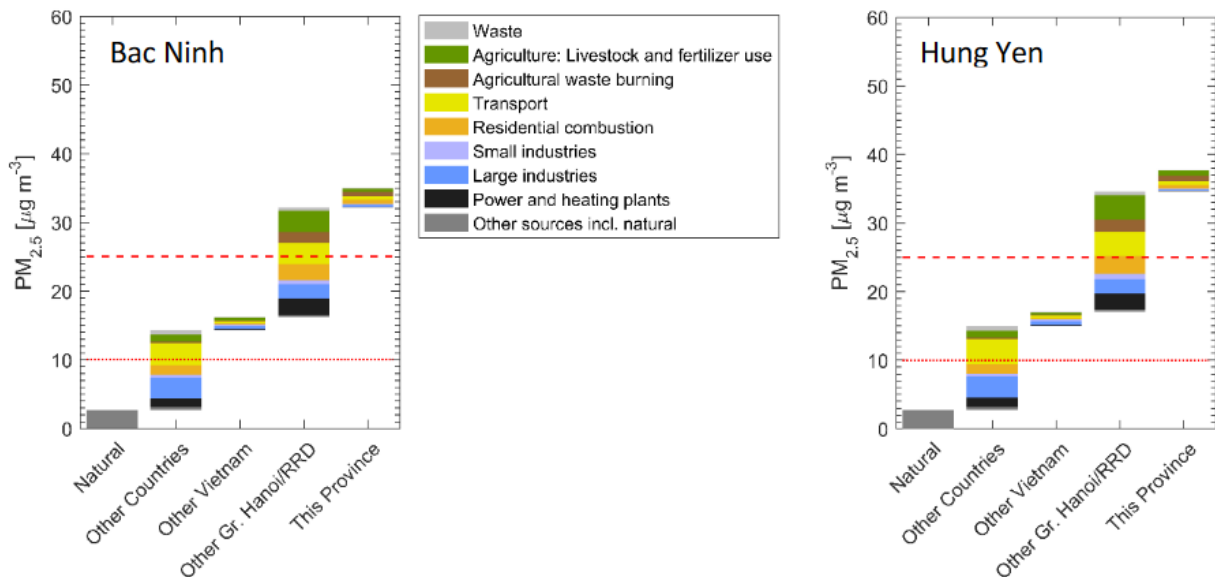 Bac Ninh
PM2.5 [μg m-3]
60
50
40
30
20
10
0
Natural
Other Countries
Other Vietnam
Other Gr. Hanoi/RRD
This Province
Waste
Agriculture: Livestock and fertilizer use
Agricultural waste burning
Transport
Residential combustion
Small industries
Large industries
Power and heating plants
Other sources incl. natural
Hung Yen
PM2.5 [μg m-3]
60
50
40
30
20
10
0
Natural
Other Countries
Other Vietnam
Other Gr. Hanoi/RRD
This Province